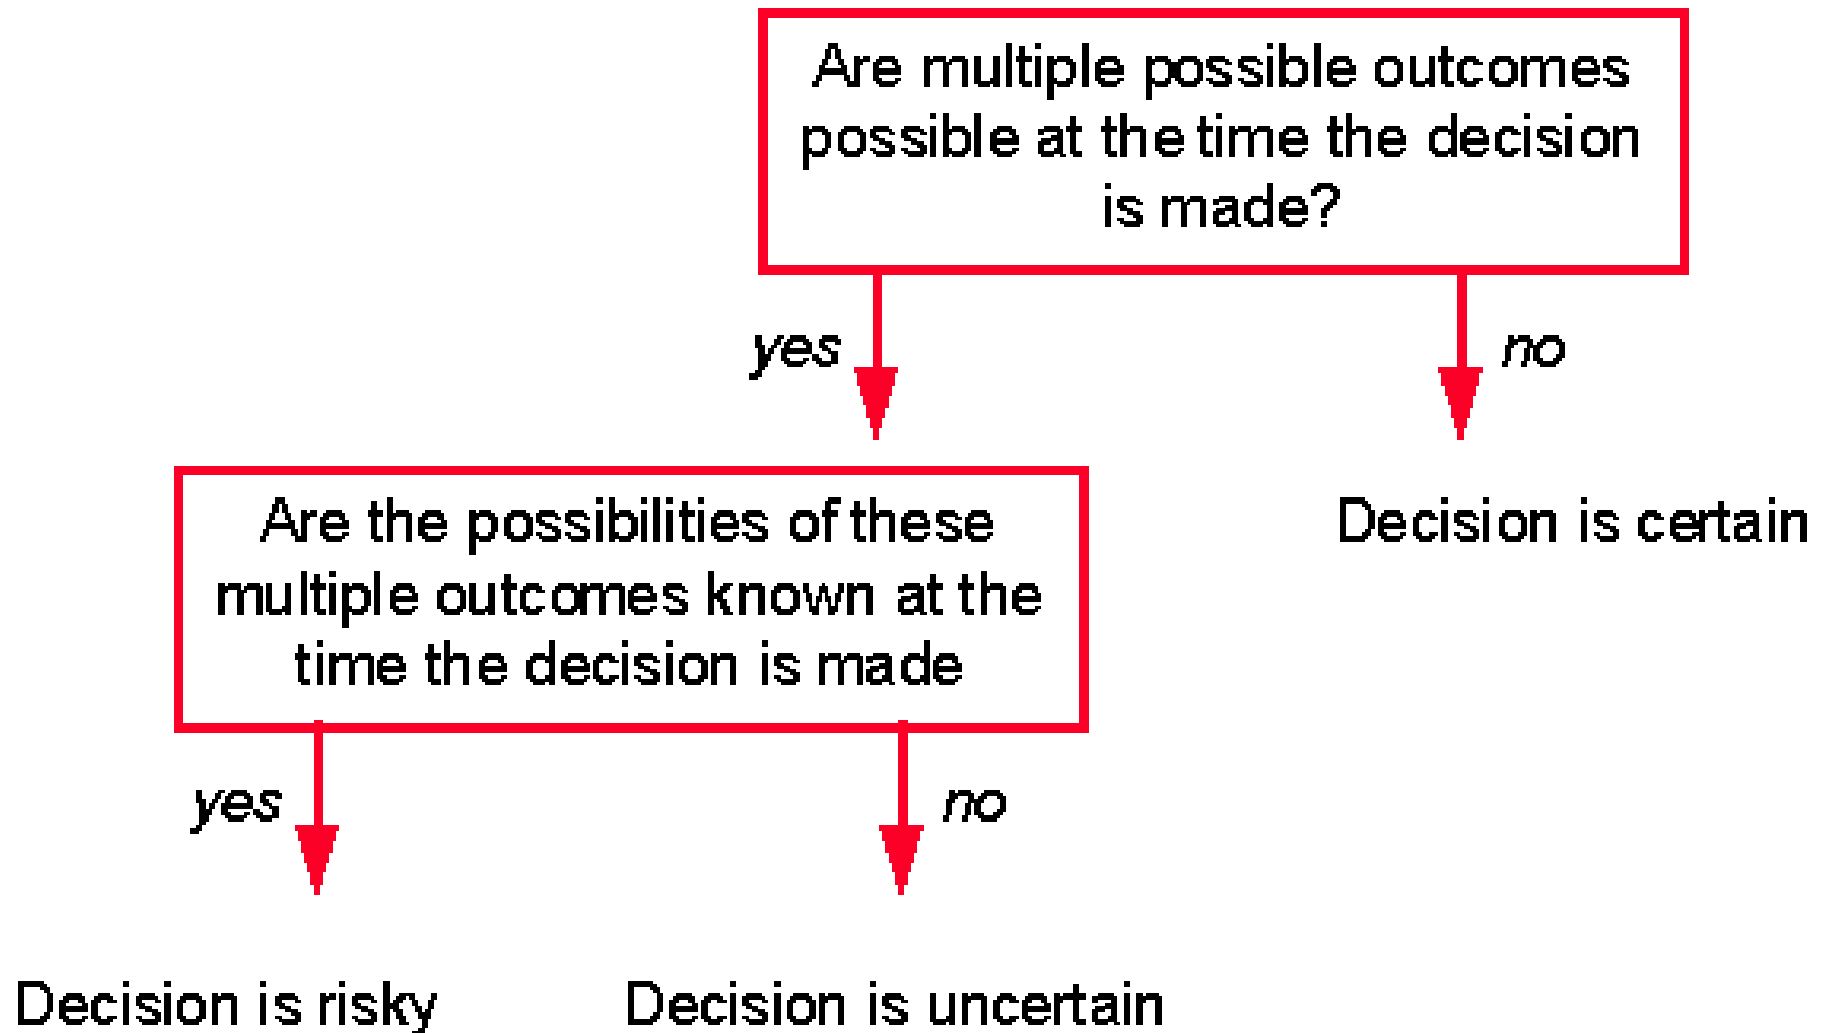 Are multiple possible outcomes
possible at the time the decision
is made?
yes
no
Are the possibilities of these
multiple outcomes known at the
time the decision is made
Decision is certain
yes
no
Decision is risky
Decision is uncertain